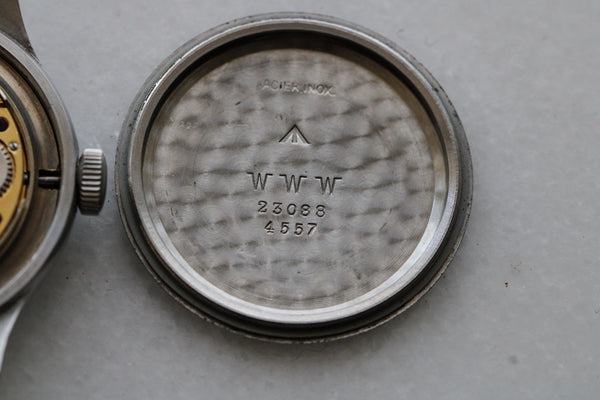 ACIER INOX.
W W W
23088
4557